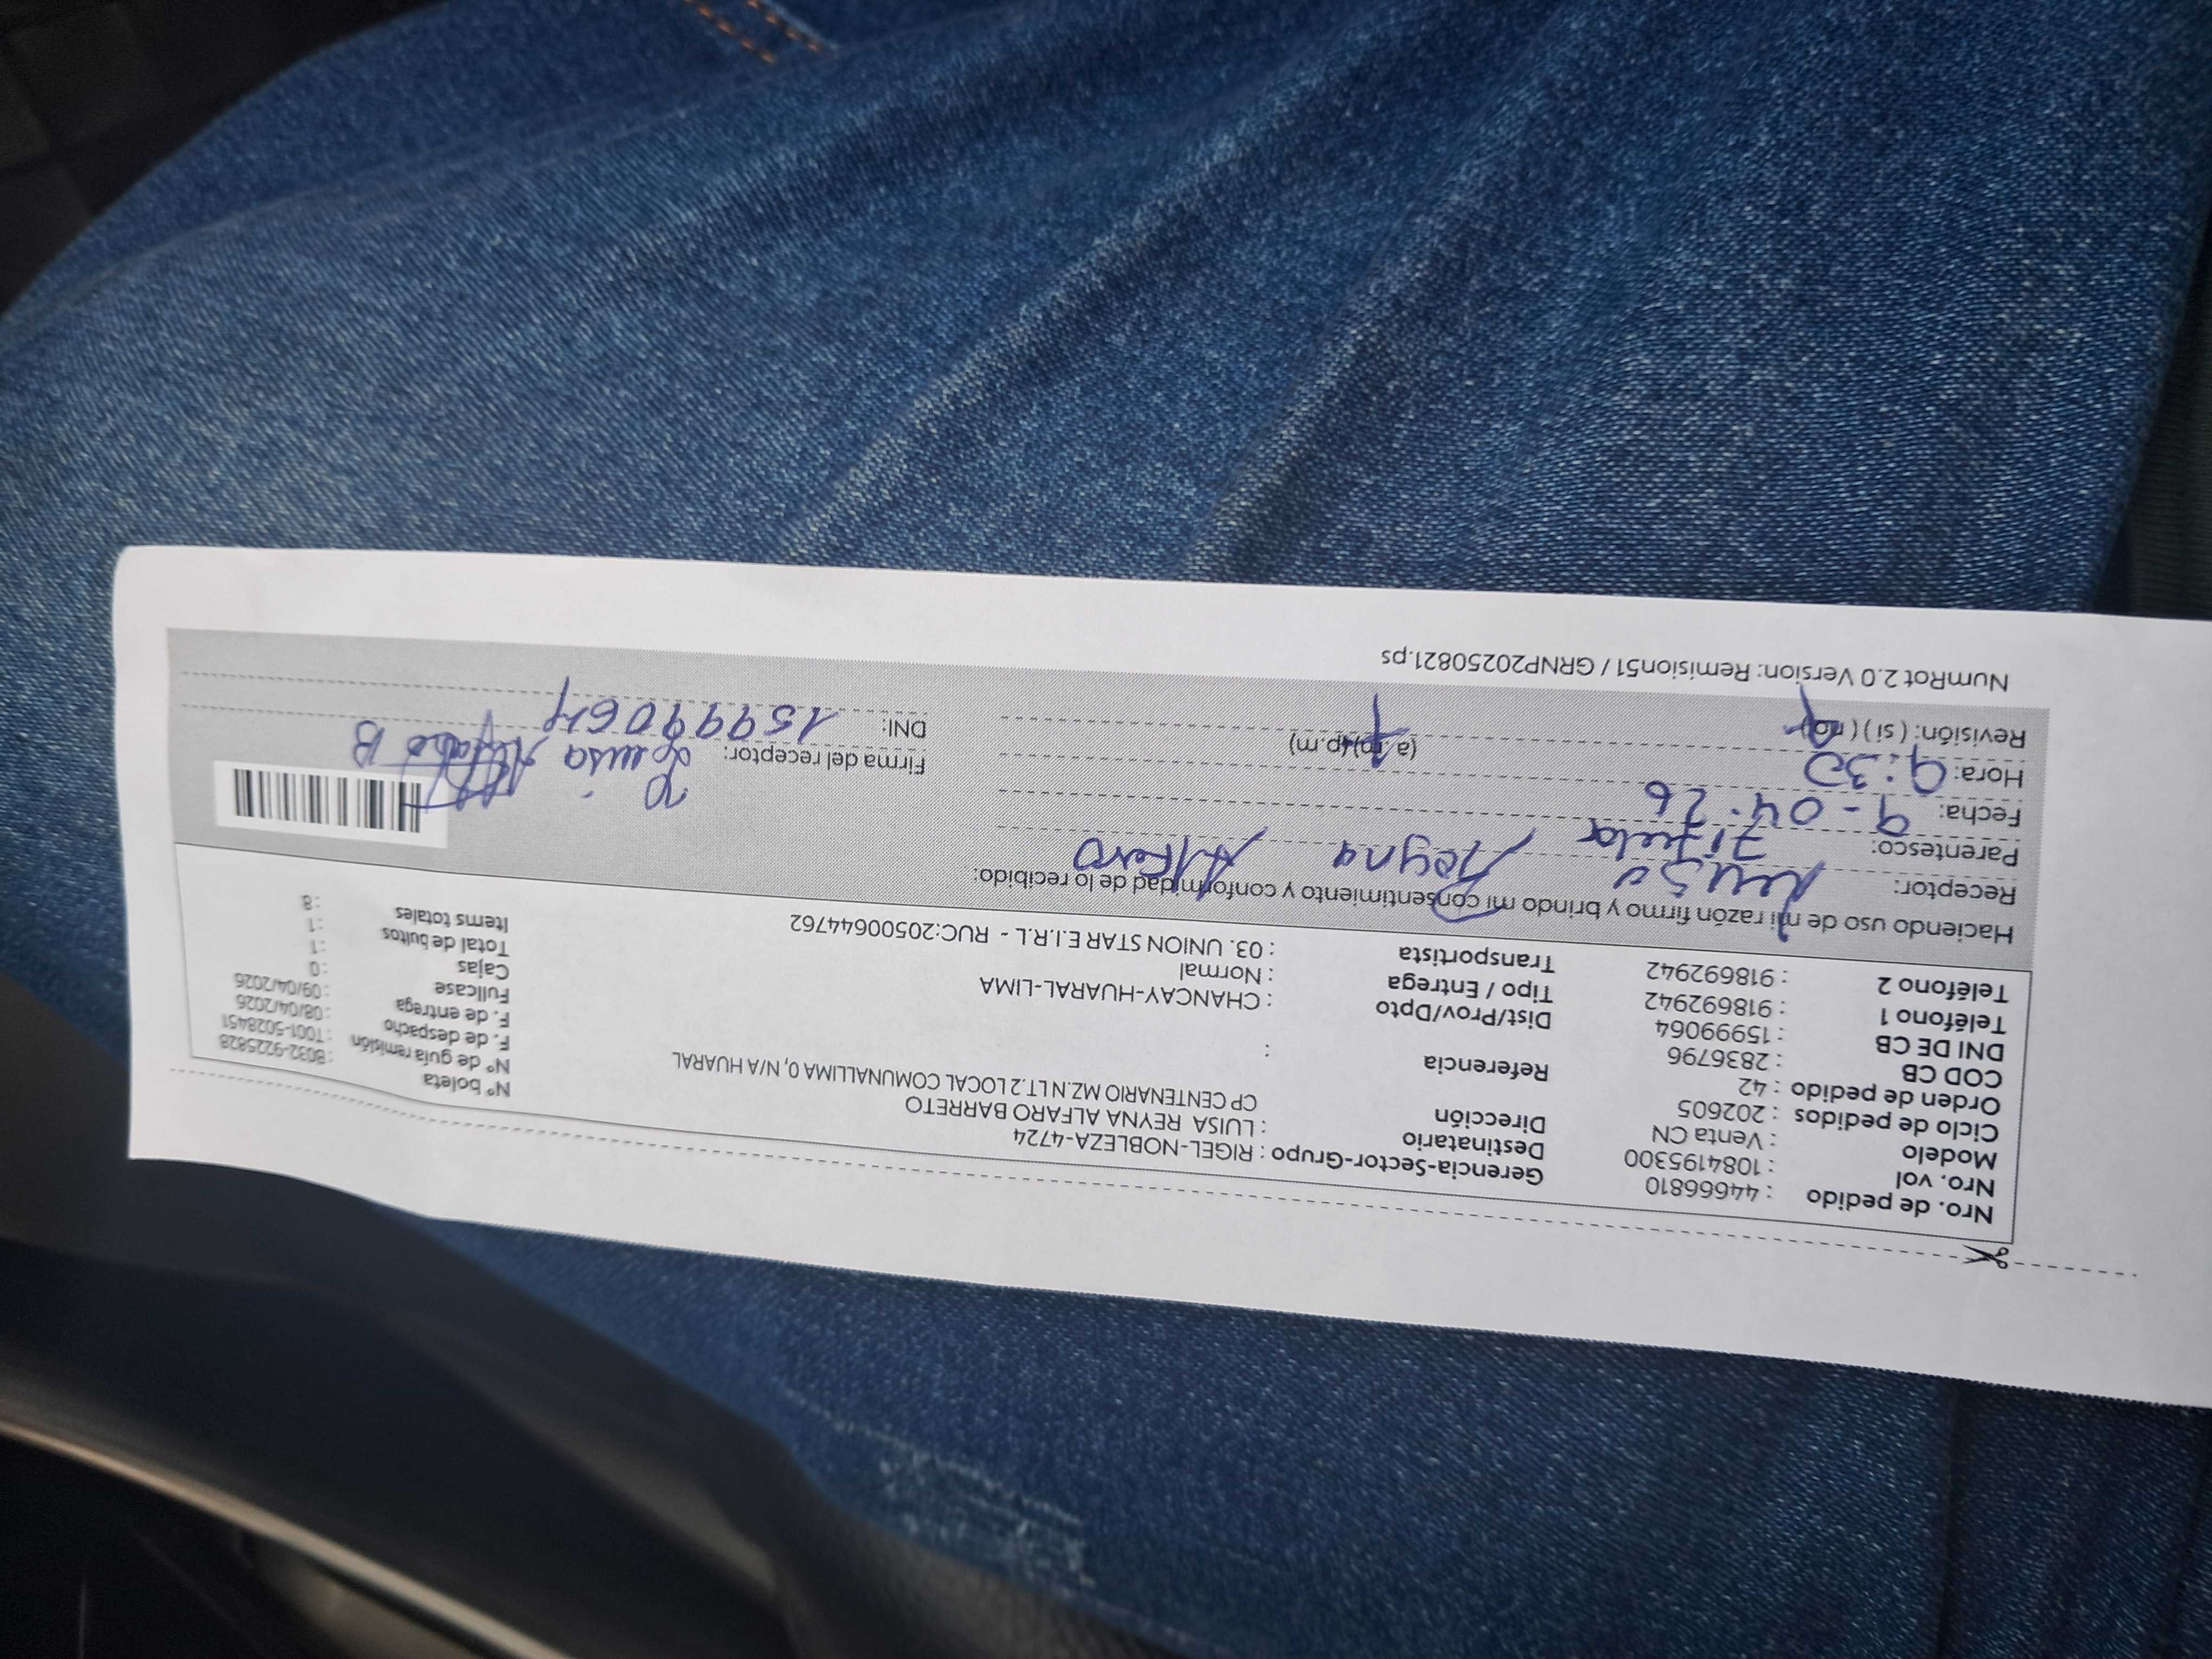 Nro. de pedido : 44666810
Nro. vol : 1084195300
Modelo : Venta CN
Ciclo de pedidos : 202605
Orden de pedido : 42
COD CB : 2836796
DNI DE CB : 15999064
Teléfono 1 : 918692942
Teléfono 2 : 918692942
Gerencia-Sector-Grupo : RIGEL-NOBLEZA-4724
Destinatario : LUISA REYNA ALFARO BARRETO
Dirección CP CENTENARIO MZ.N LT.2 LOCAL COMUNALLIMA 0, N/A HUARAL
Referencia :
Dist/Prov/Dpto : CHANCAY-HUARAL-LIMA
Tipo / Entrega : Normal
Transportista : 03. UNION STAR E.I.R.L - RUC:20500644762
N° boleta : B032-9225828
N° de guía remisión : T001-5028451
F. de despacho : 08/04/2026
F. de entrega : 09/04/2026
Fullcase : 0
Cajas : 1
Total de bultos : 1
Items totales : 8
Haciendo uso de mi razón firmo y brindo mi consentimiento y conformidad de lo recibido:
Receptor: Luisa Reyna Alfaro
Parentesco: Titular
Fecha: 9-04-26
Hora: 9:30 (a.m) (p.m)
Revisión: ( si ) ( no )
Firma del receptor: Luisa Alfaro B
DNI: 15999064
NumRot 2.0 Version: Remision51 / GRNP20250821.ps